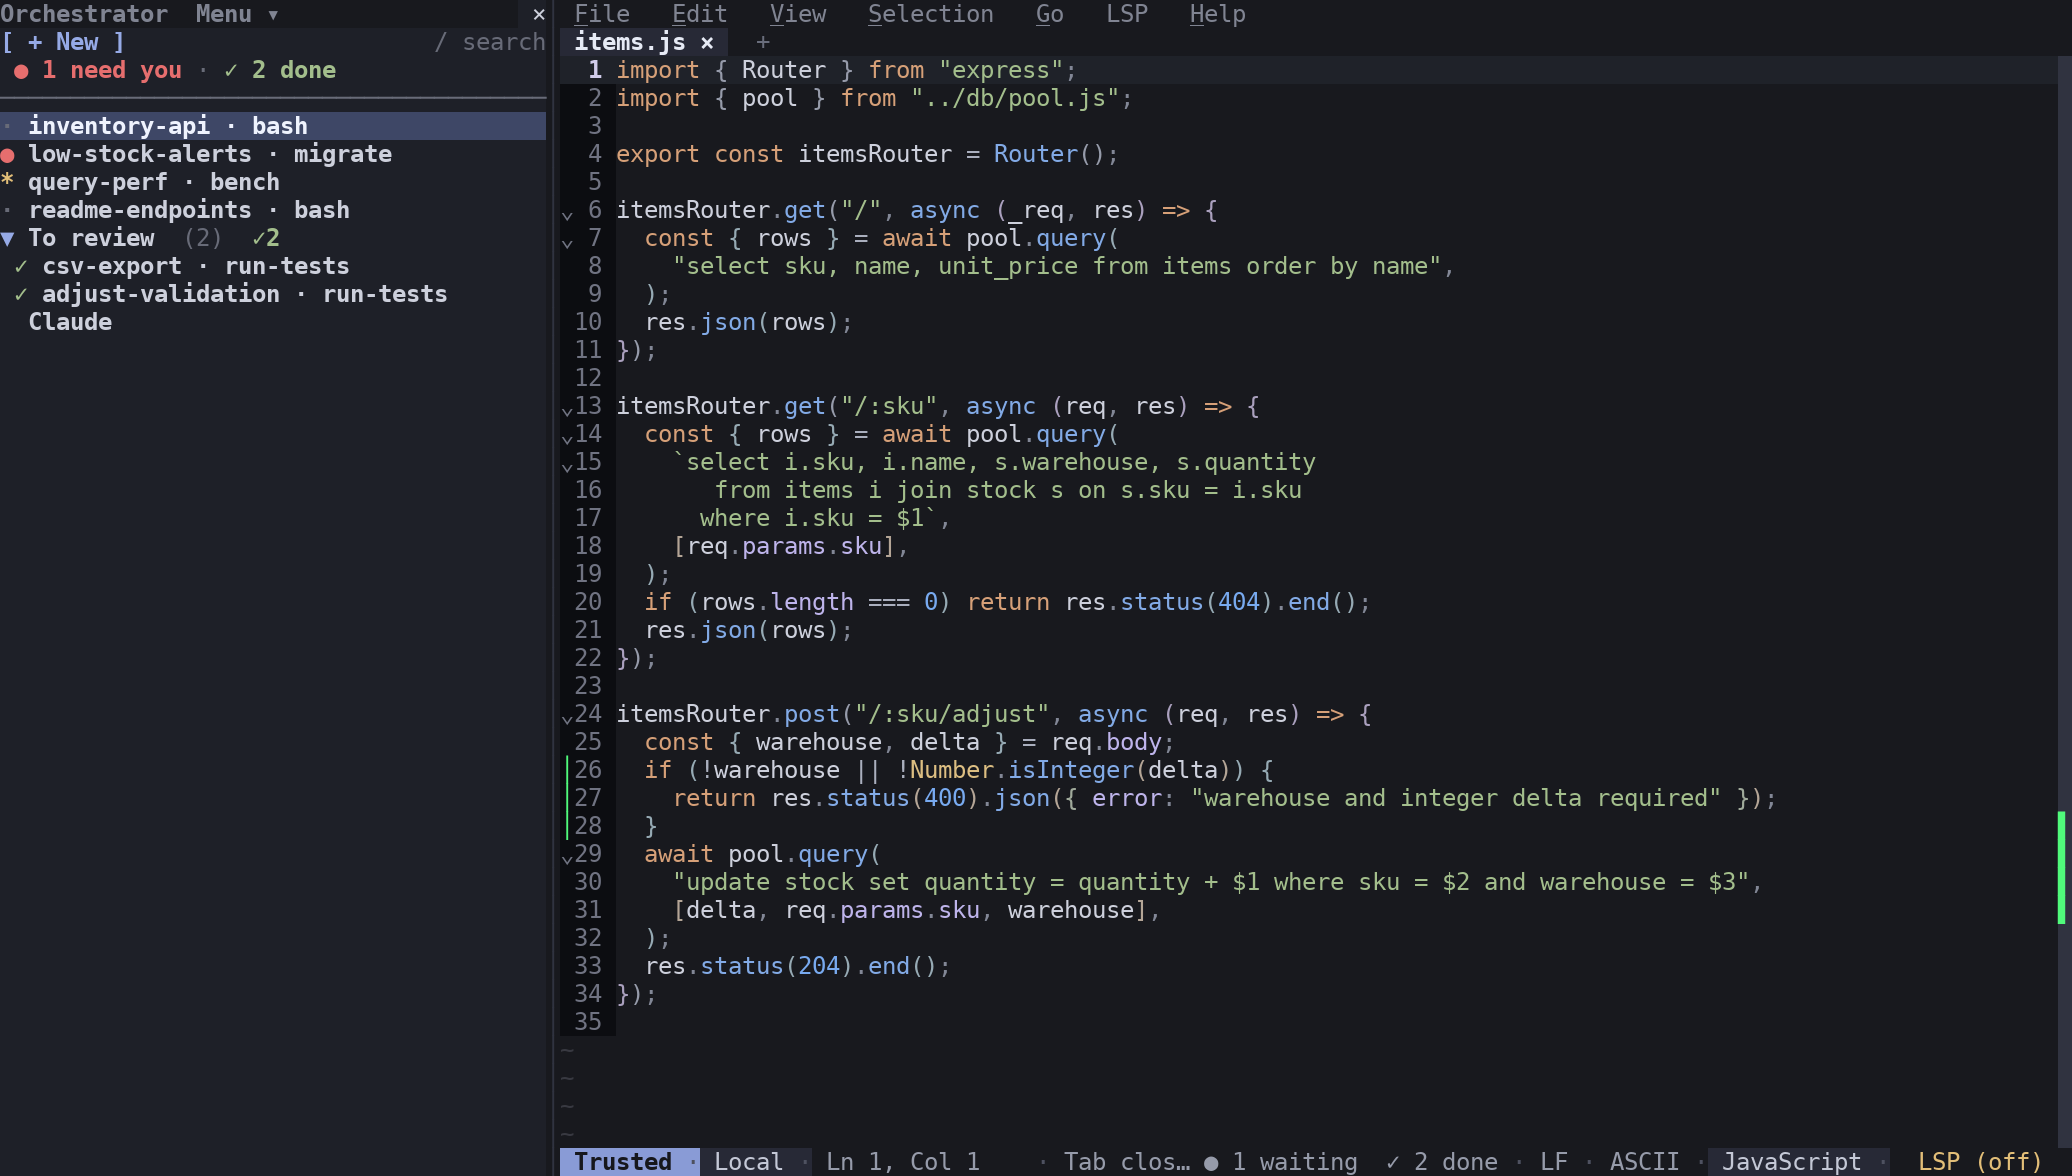 Orchestrator  Menu ▾ ×
[ + New ] / search
● 1 need you · ✓ 2 done
· inventory-api · bash
● low-stock-alerts · migrate
* query-perf · bench
· readme-endpoints · bash
▼ To review  (2)  ✓2
✓ csv-export · run-tests
✓ adjust-validation · run-tests
Claude
File   Edit   View   Selection   Go   LSP   Help
items.js ×   +
1 import { Router } from "express";
2 import { pool } from "../db/pool.js";
3
4 export const itemsRouter = Router();
5
6 itemsRouter.get("/", async (_req, res) => {
7   const { rows } = await pool.query(
8     "select sku, name, unit_price from items order by name",
9   );
10   res.json(rows);
11 });
12
13 itemsRouter.get("/:sku", async (req, res) => {
14   const { rows } = await pool.query(
15     `select i.sku, i.name, s.warehouse, s.quantity
16        from items i join stock s on s.sku = i.sku
17       where i.sku = $1`,
18     [req.params.sku],
19   );
20   if (rows.length === 0) return res.status(404).end();
21   res.json(rows);
22 });
23
24 itemsRouter.post("/:sku/adjust", async (req, res) => {
25   const { warehouse, delta } = req.body;
26   if (!warehouse || !Number.isInteger(delta)) {
27     return res.status(400).json({ error: "warehouse and integer delta required" });
28   }
29   await pool.query(
30     "update stock set quantity = quantity + $1 where sku = $2 and warehouse = $3",
31     [delta, req.params.sku, warehouse],
32   );
33   res.status(204).end();
34 });
35
~
~
~
~
Trusted · Local · Ln 1, Col 1    · Tab clos… ● 1 waiting  ✓ 2 done · LF · ASCII · JavaScript ·  LSP (off)